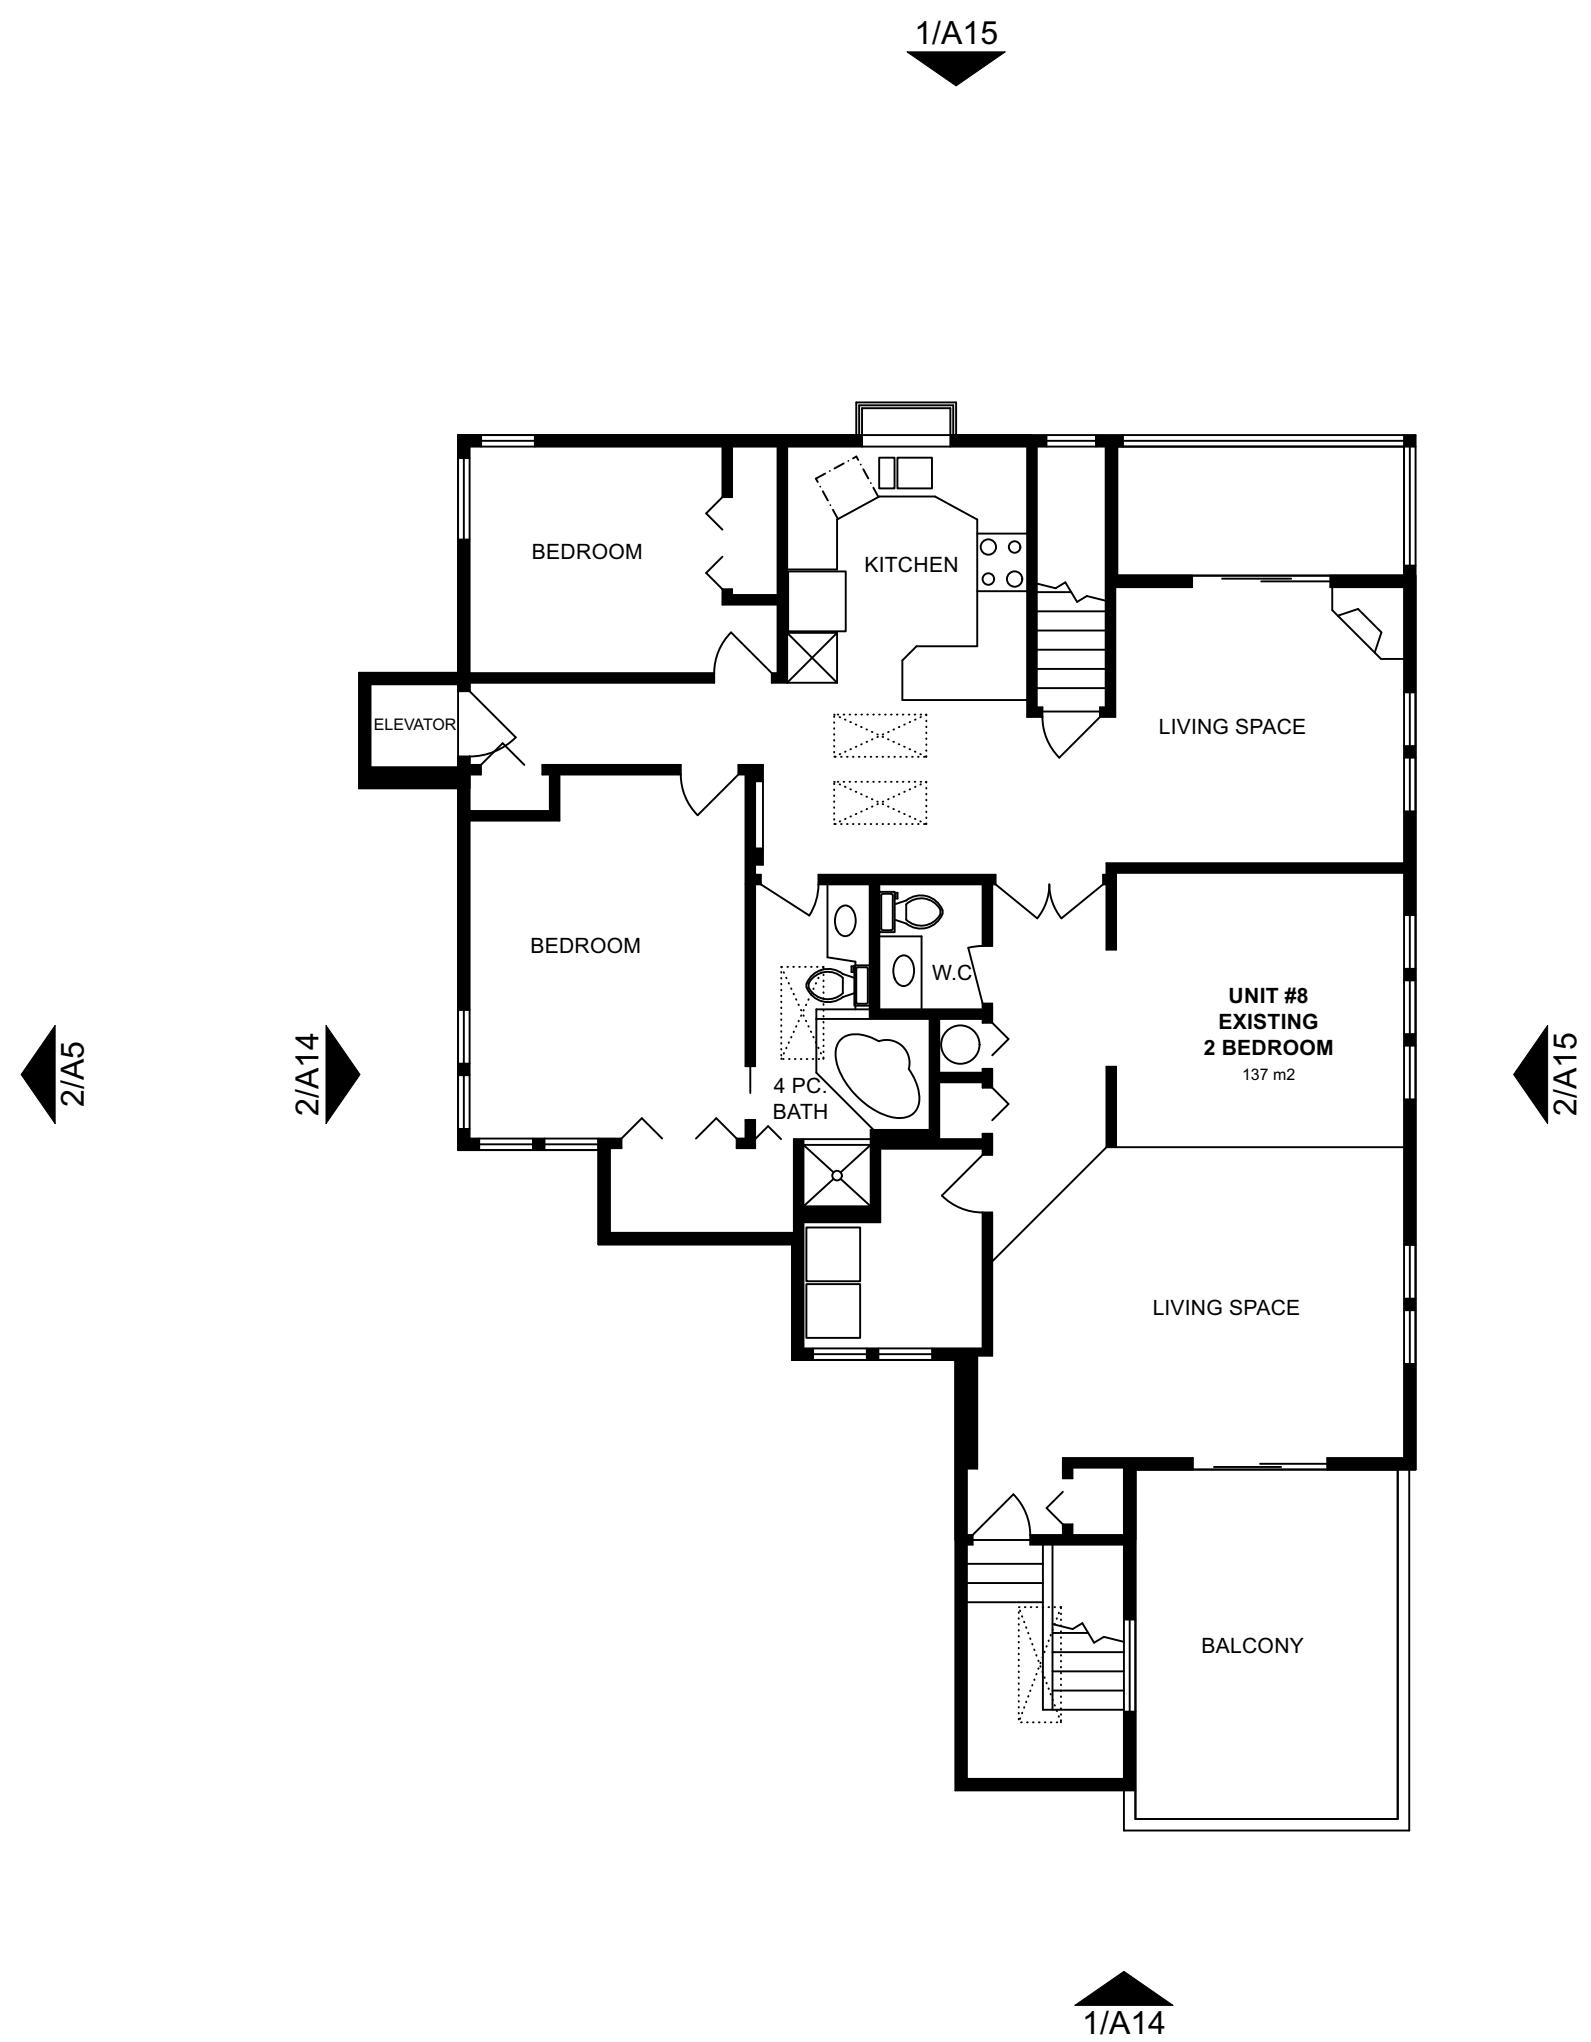 1/A15
BEDROOM
KITCHEN
ELEVATOR
LIVING SPACE
BEDROOM
W.C
UNIT #8
EXISTING
2 BEDROOM
137 m2
2/A5
2/A14
2/A15
4 PC.
BATH
LIVING SPACE
BALCONY
1/A14